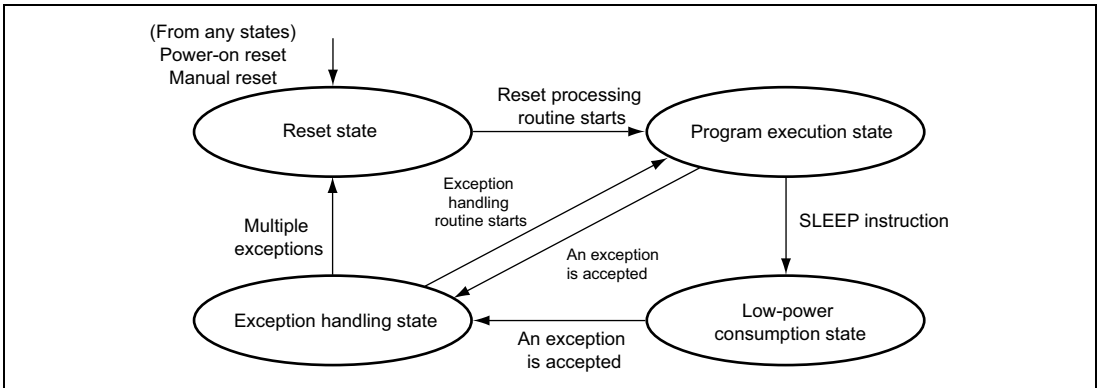 (From any states)
Power-on reset
Manual reset
Reset state
Reset processing
routine starts
Program execution state
Exception
handling
routine starts
Multiple
exceptions
SLEEP instruction
An exception
is accepted
Exception handling state
An exception
is accepted
Low-power
consumption state